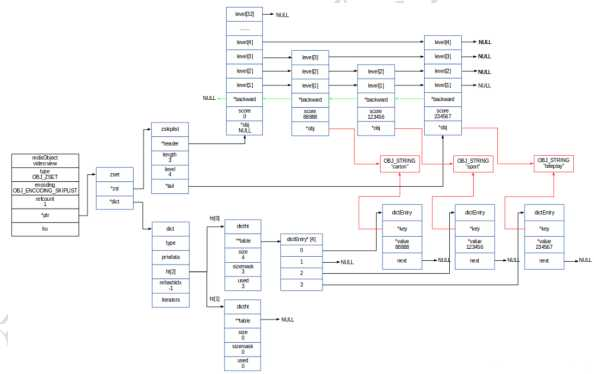 level[32]
NULL
......
level[4]
level[4]
NULL
level[3]
level[3]
level[3]
NULL
level[2]
level[2]
level[2]
level[2]
NULL
level[1]
level[1]
level[1]
level[1]
NULL
NULL
*backward
*backward
*backward
*backward
score
0
score
88888
score
123456
score
234567
*obj
NULL
*obj
*obj
*obj
zskiplist
*header
length
3
level
4
*tail
OBJ_STRING
"cartoon"
OBJ_STRING
"sport"
OBJ_STRING
"teleplay"
redisObject
type
OBJ_ZSET
encoding
OBJ_ENCODING_SKIPLIST
refcount
1
*ptr
lru
zset
*zsl
*dict
dict
type
privdata
ht[2]
rehashidx
-1
iterators
ht[0]
dictht
**table
size
4
sizemask
3
used
3
dictEntry* [4]
0
1
NULL
2
3
dictEntry
*key
*value
88888
next
NULL
dictEntry
*key
*value
123456
next
NULL
dictEntry
*key
*value
234567
next
NULL
ht[1]
dictht
**table
NULL
size
0
sizemask
0
used
0